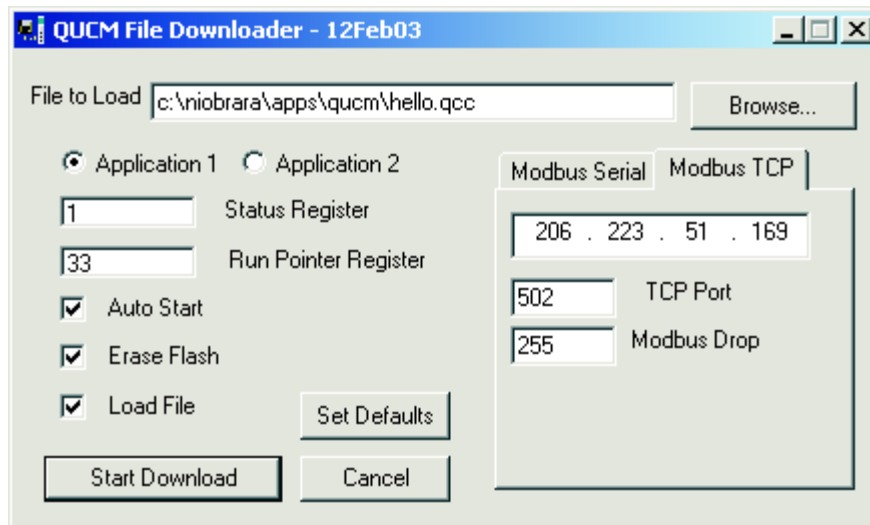 QUCM File Downloader - 12Feb03
File to Load c:\niobrara\apps\qucm\hello.qcc Browse...
Application 1 Application 2
1 Status Register
33 Run Pointer Register
Auto Start
Erase Flash
Load File
Set Defaults
Start Download Cancel
Modbus Serial Modbus TCP
206 . 223 . 51 . 169
502 TCP Port
255 Modbus Drop